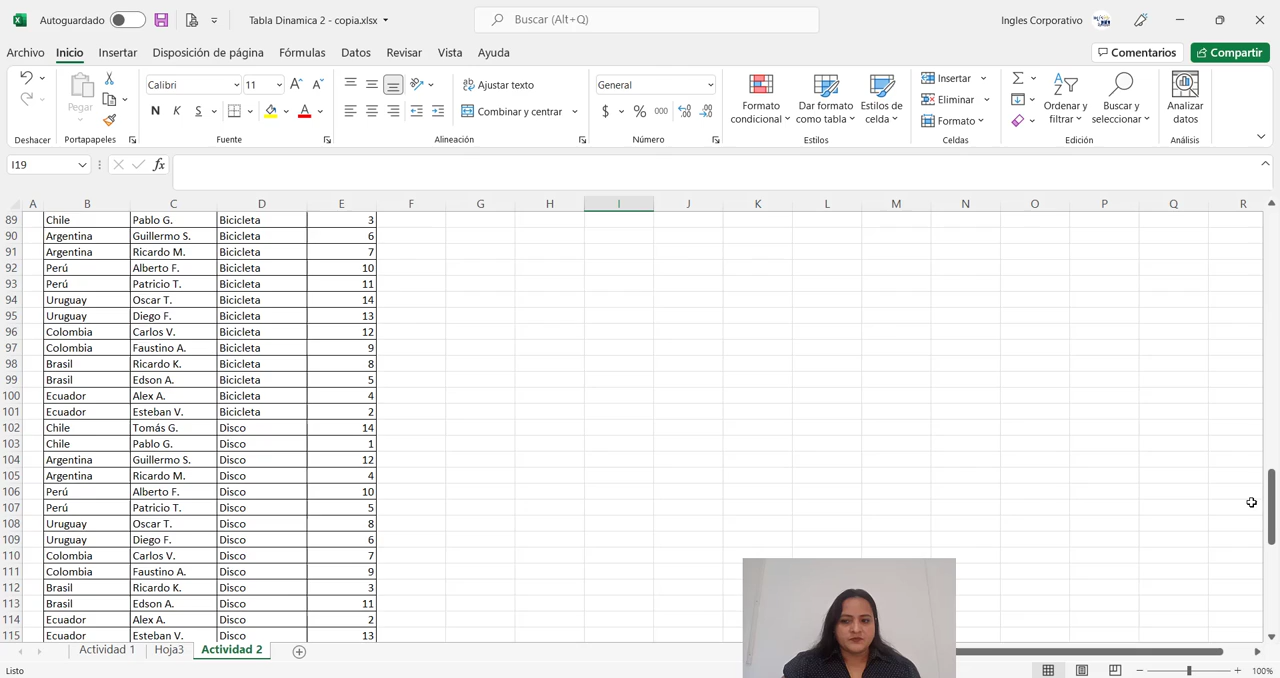 Autoguardado Tabla Dinamica 2 - copia.xlsx Buscar (Alt+Q) Ingles Corporativo
Archivo Inicio Insertar Disposición de página Fórmulas Datos Revisar Vista Ayuda Comentarios Compartir
Pegar Calibri 11 N K S A A A Ajustar texto Combinar y centrar General $ % 000 Formato condicional Dar formato como tabla Estilos de celda Insertar Eliminar Formato Ordenar y filtrar Buscar y seleccionar Analizar datos
Deshacer Portapapeles Fuente Alineación Número Estilos Celdas Edición Análisis
I19 fx
A B C D E F G H I J K L M N O P Q R
89 Chile Pablo G. Bicicleta 3
90 Argentina Guillermo S. Bicicleta 6
91 Argentina Ricardo M. Bicicleta 7
92 Perú Alberto F. Bicicleta 10
93 Perú Patricio T. Bicicleta 11
94 Uruguay Oscar T. Bicicleta 14
95 Uruguay Diego F. Bicicleta 13
96 Colombia Carlos V. Bicicleta 12
97 Colombia Faustino A. Bicicleta 9
98 Brasil Ricardo K. Bicicleta 8
99 Brasil Edson A. Bicicleta 5
100 Ecuador Alex A. Bicicleta 4
101 Ecuador Esteban V. Bicicleta 2
102 Chile Tomás G. Disco 14
103 Chile Pablo G. Disco 1
104 Argentina Guillermo S. Disco 12
105 Argentina Ricardo M. Disco 4
106 Perú Alberto F. Disco 10
107 Perú Patricio T. Disco 5
108 Uruguay Oscar T. Disco 8
109 Uruguay Diego F. Disco 6
110 Colombia Carlos V. Disco 7
111 Colombia Faustino A. Disco 9
112 Brasil Ricardo K. Disco 3
113 Brasil Edson A. Disco 11
114 Ecuador Alex A. Disco 2
115 Ecuador Esteban V. Disco 13
Actividad 1 Hoja3 Actividad 2
Listo 100%